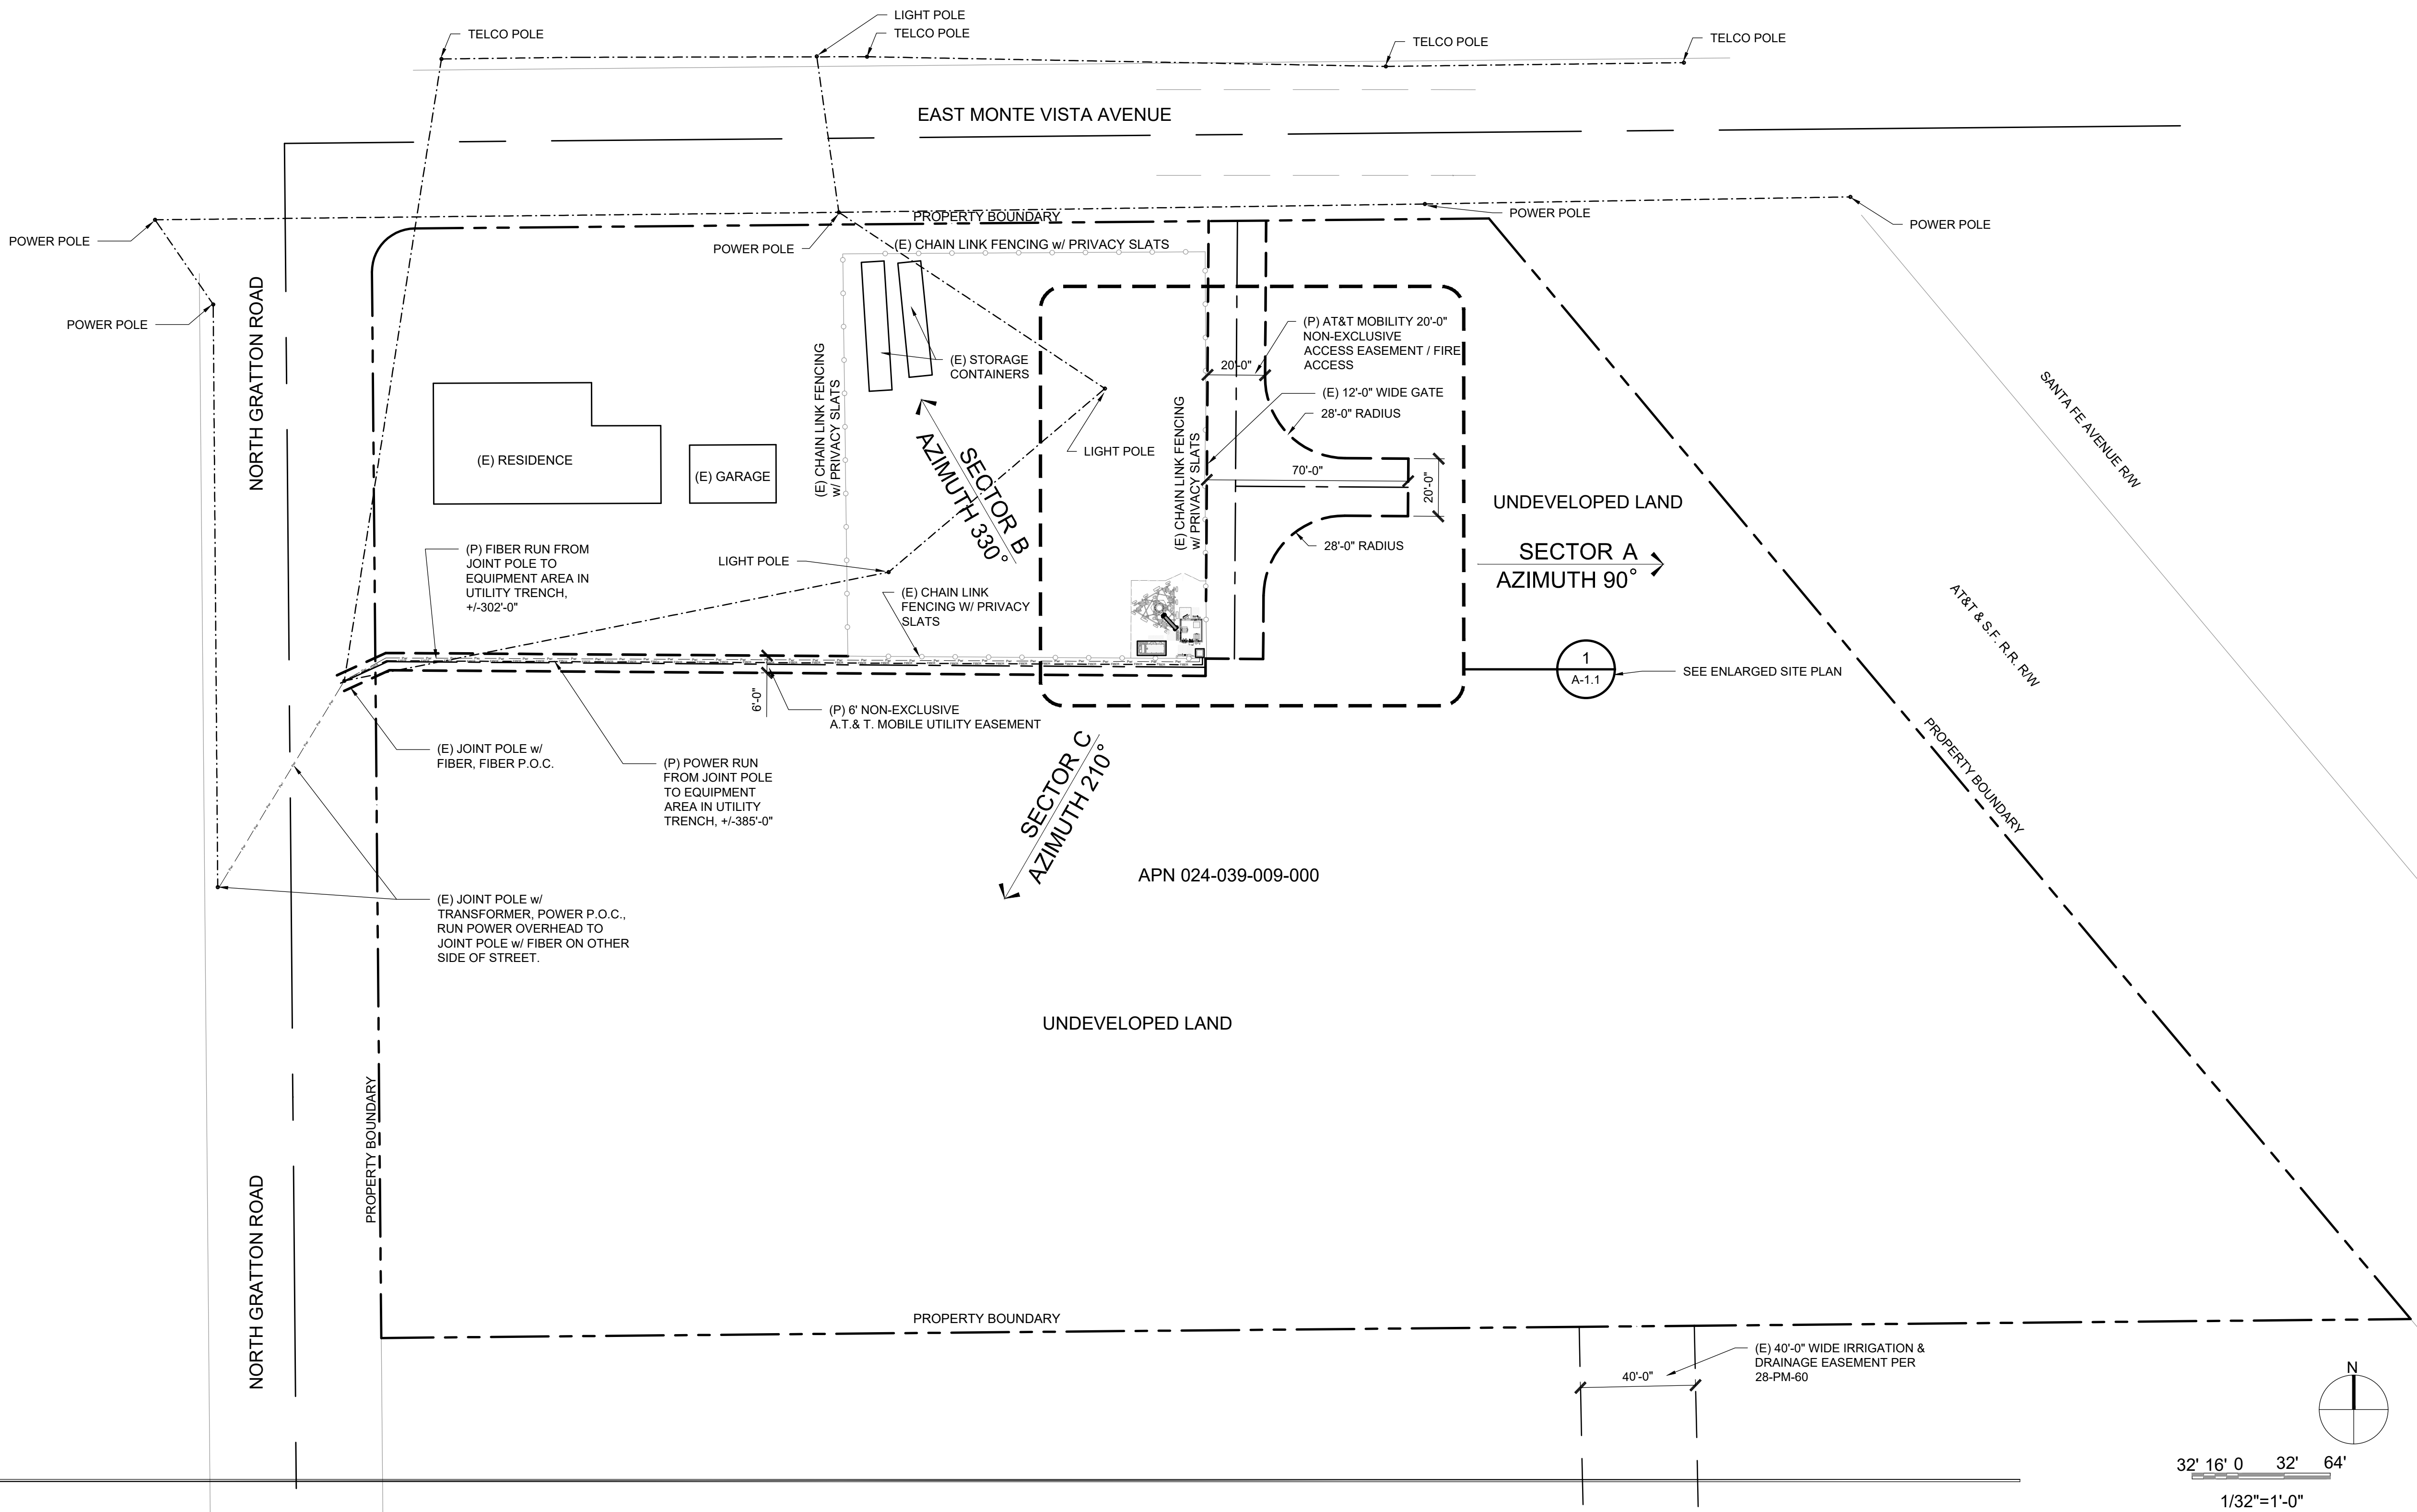 LIGHT POLE
TELCO POLE
TELCO POLE
TELCO POLE
TELCO POLE
EAST MONTE VISTA AVENUE
POWER POLE
PROPERTY BOUNDARY
POWER POLE
POWER POLE
POWER POLE
(E) CHAIN LINK FENCING w/ PRIVACY SLATS
POWER POLE
NORTH GRATTON ROAD
(P) AT&T MOBILITY 20'-0"
NON-EXCLUSIVE
ACCESS EASEMENT / FIRE
ACCESS
20'-0"
(E) STORAGE
CONTAINERS
(E) 12'-0" WIDE GATE
28'-0" RADIUS
(E) CHAIN LINK FENCING
w/ PRIVACY SLATS
(E) CHAIN LINK FENCING
w/ PRIVACY SLATS
SANTA FE AVENUE R/W
LIGHT POLE
(E) RESIDENCE
(E) GARAGE
SECTOR B
AZIMUTH 330°
70'-0"
20'-0"
UNDEVELOPED LAND
28'-0" RADIUS
SECTOR A
AZIMUTH 90°
(P) FIBER RUN FROM
JOINT POLE TO
EQUIPMENT AREA IN
UTILITY TRENCH,
+/-302'-0"
LIGHT POLE
(E) CHAIN LINK
FENCING W/ PRIVACY
SLATS
AT&T & S.F. R.R. R/W
1
A-1.1
SEE ENLARGED SITE PLAN
6'-0"
(P) 6' NON-EXCLUSIVE
A.T.& T. MOBILE UTILITY EASEMENT
(E) JOINT POLE w/
FIBER, FIBER P.O.C.
(P) POWER RUN
FROM JOINT POLE
TO EQUIPMENT
AREA IN UTILITY
TRENCH, +/-385'-0"
SECTOR C
AZIMUTH 210°
PROPERTY BOUNDARY
APN 024-039-009-000
(E) JOINT POLE w/
TRANSFORMER, POWER P.O.C.,
RUN POWER OVERHEAD TO
JOINT POLE w/ FIBER ON OTHER
SIDE OF STREET.
UNDEVELOPED LAND
PROPERTY BOUNDARY
NORTH GRATTON ROAD
PROPERTY BOUNDARY
(E) 40'-0" WIDE IRRIGATION &
DRAINAGE EASEMENT PER
28-PM-60
40'-0"
N
32' 16' 0 32' 64'
1/32"=1'-0"